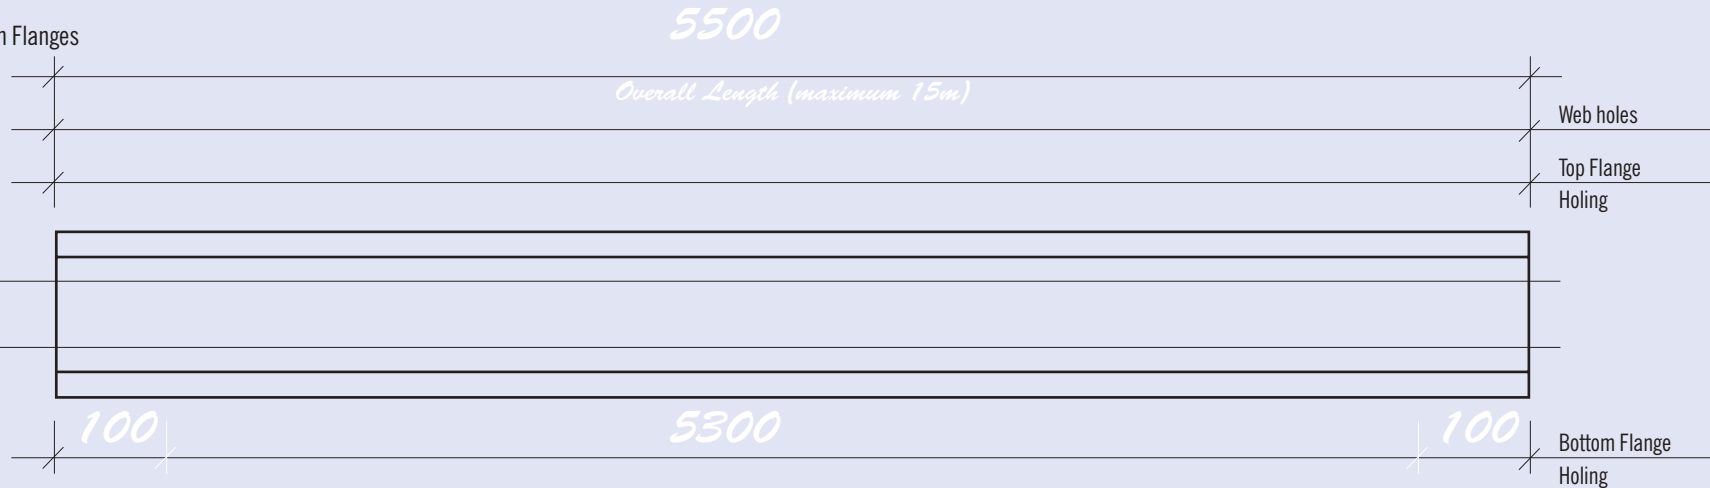 5500
Flanges
Overall Length (maximum 15m)
Web holes
Top Flange
Holing
100
5300
100
Bottom Flange
Holing